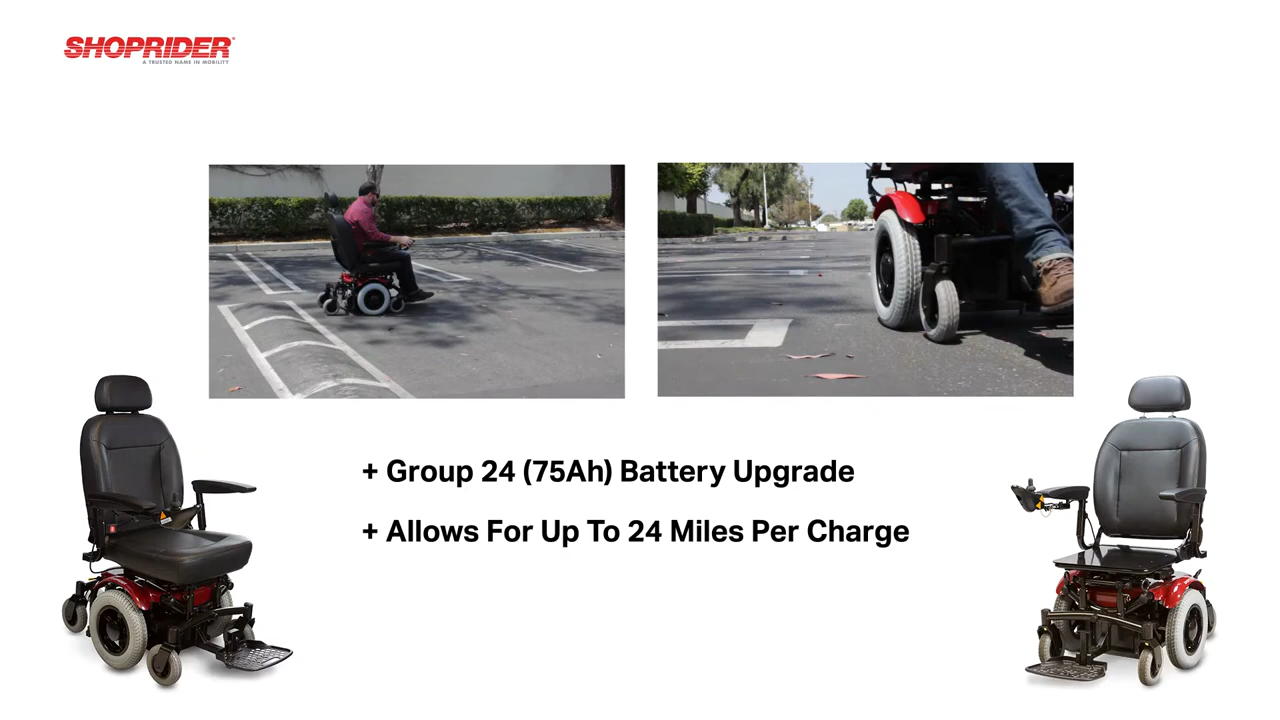 SHOPRIDER
A TRUSTED NAME IN MOBILITY
+ Group 24 (75Ah) Battery Upgrade
+ Allows For Up To 24 Miles Per Charge